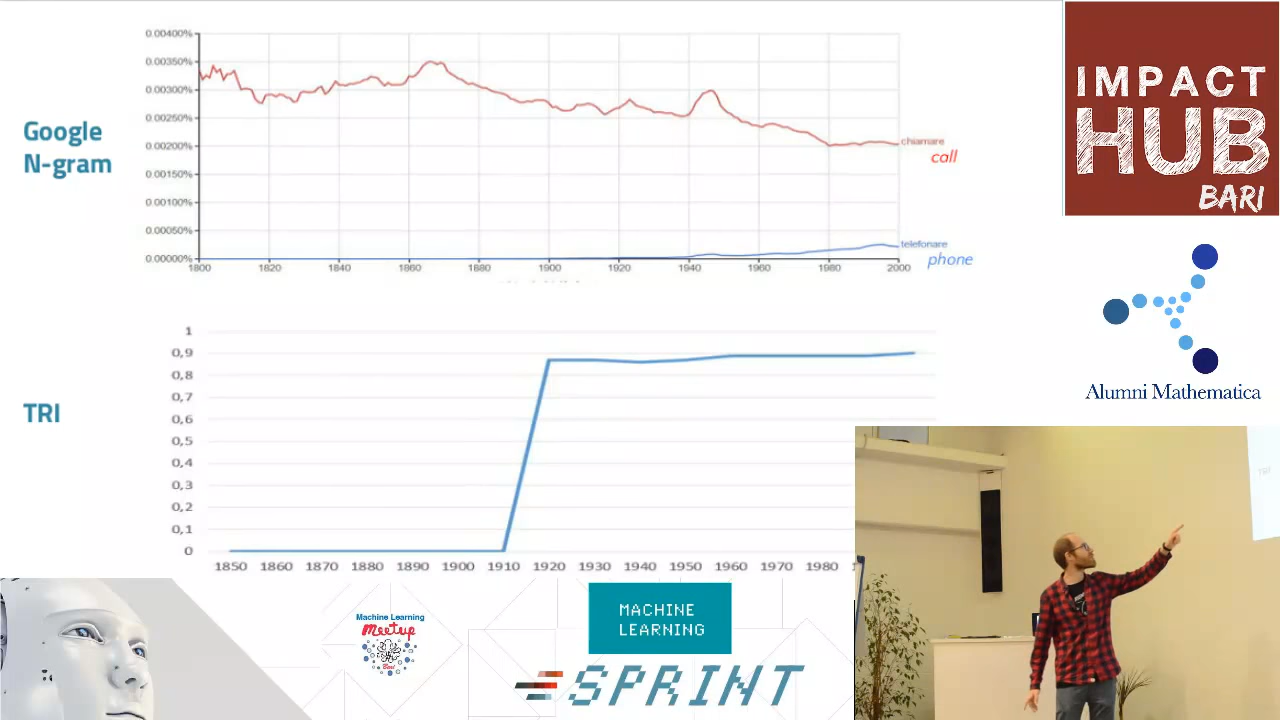 Google
N-gram
0.00400%
0.00350%
0.00300%
0.00250%
0.00200%
0.00150%
0.00100%
0.00050%
0.00000%
1800 1820 1840 1860 1880 1900 1920 1940 1960 1980 2000
chiamare
call
telefonare
phone
TRI
1
0,9
0,8
0,7
0,6
0,5
0,4
0,3
0,2
0,1
0
1850 1860 1870 1880 1890 1900 1910 1920 1930 1940 1950 1960 1970 1980
IMPACT
HUB
BARI
Alumni Mathematica
TRI
Machine Learning
Meetup
Bari
MACHINE
LEARNING
SPRINT